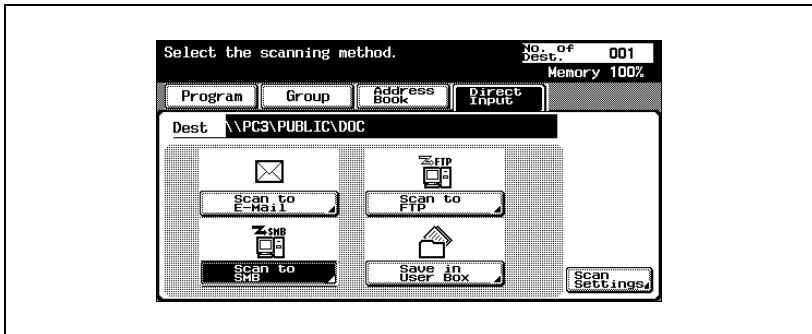 Select the scanning method.
No. of
Dest.
001
Memory 100%
Program
Group
Address
Book
Direct
Input
Dest \\PC3\PUBLIC\DOC
FTP
Scan to
E-Mail
Scan to
FTP
SMB
Scan to
SMB
Save in
User Box
Scan
Settings